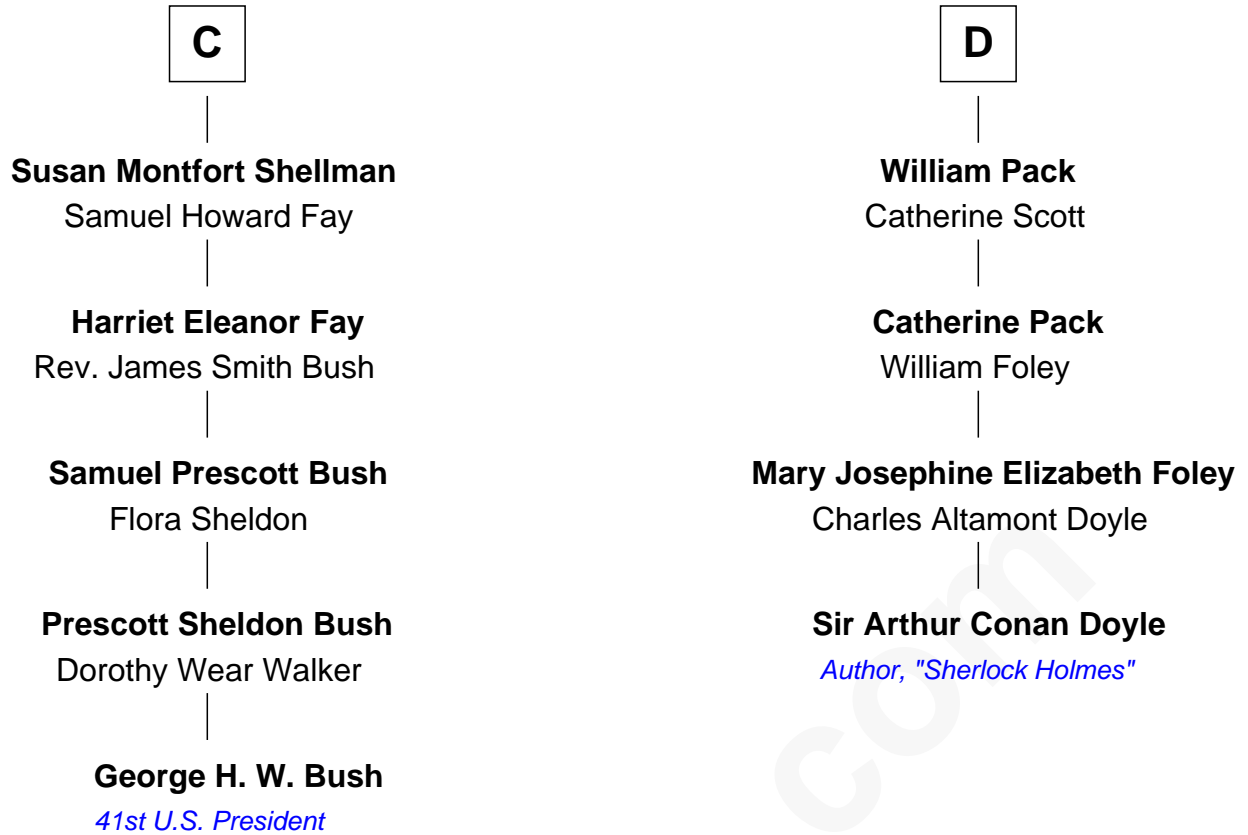 C
Susan Montfort Shellman
Samuel Howard Fay
Harriet Eleanor Fay
Rev. James Smith Bush
Samuel Prescott Bush
Flora Sheldon
Prescott Sheldon Bush
Dorothy Wear Walker
George H. W. Bush
41st U.S. President
D
William Pack
Catherine Scott
Catherine Pack
William Foley
Mary Josephine Elizabeth Foley
Charles Altamont Doyle
Sir Arthur Conan Doyle
Author, "Sherlock Holmes"
com